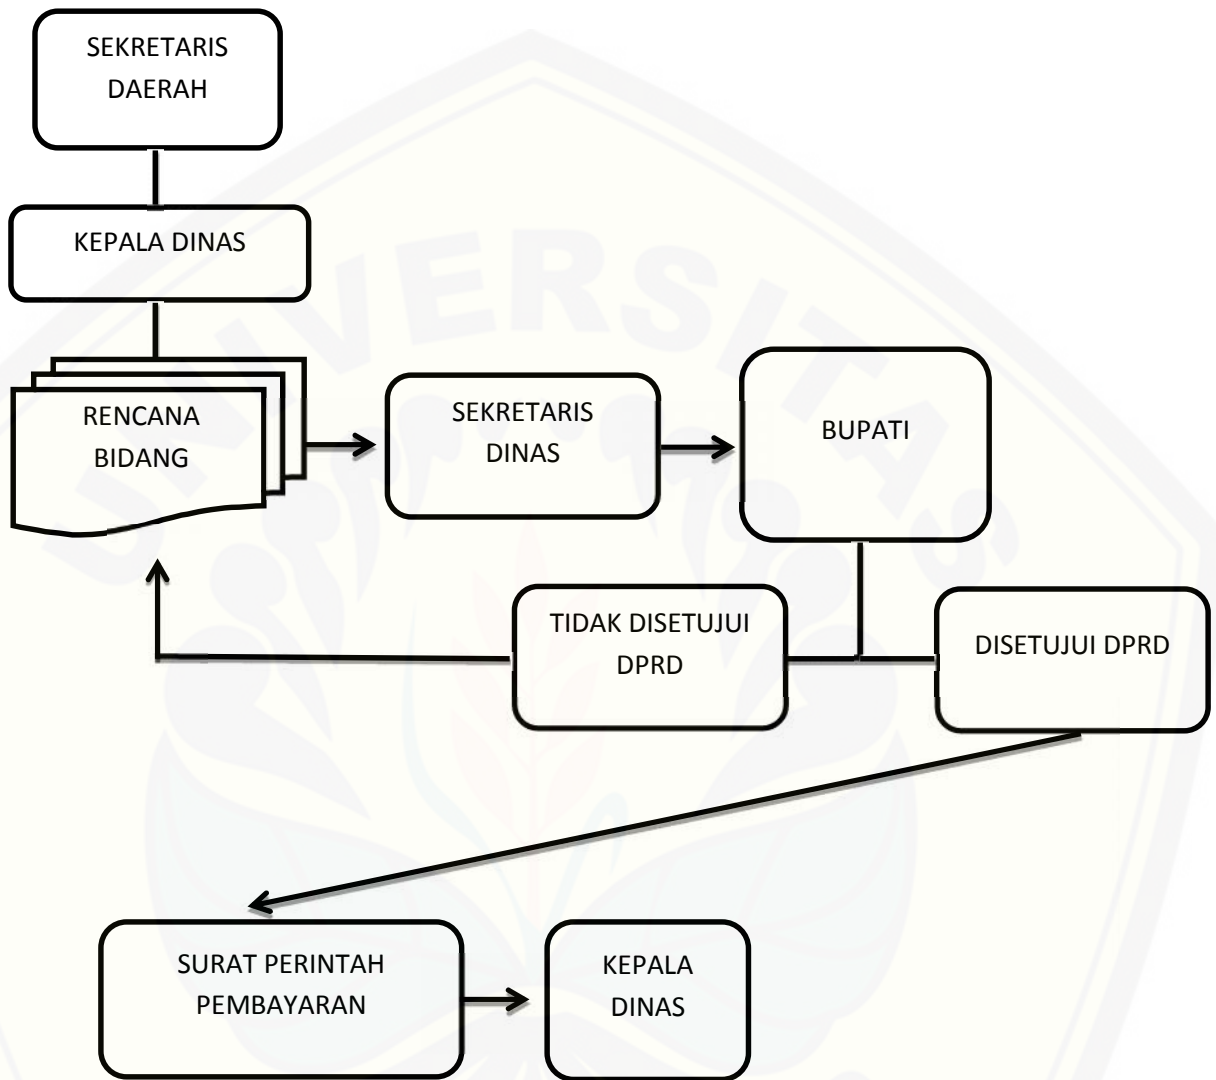 SEKRETARIS
DAERAH
KEPALA DINAS
RENCANA
BIDANG
SEKRETARIS
DINAS
BUPATI
TIDAK DISETUJUI
DPRD
DISETUJUI DPRD
SURAT PERINTAH
PEMBAYARAN
KEPALA
DINAS
UNIVERSITAS